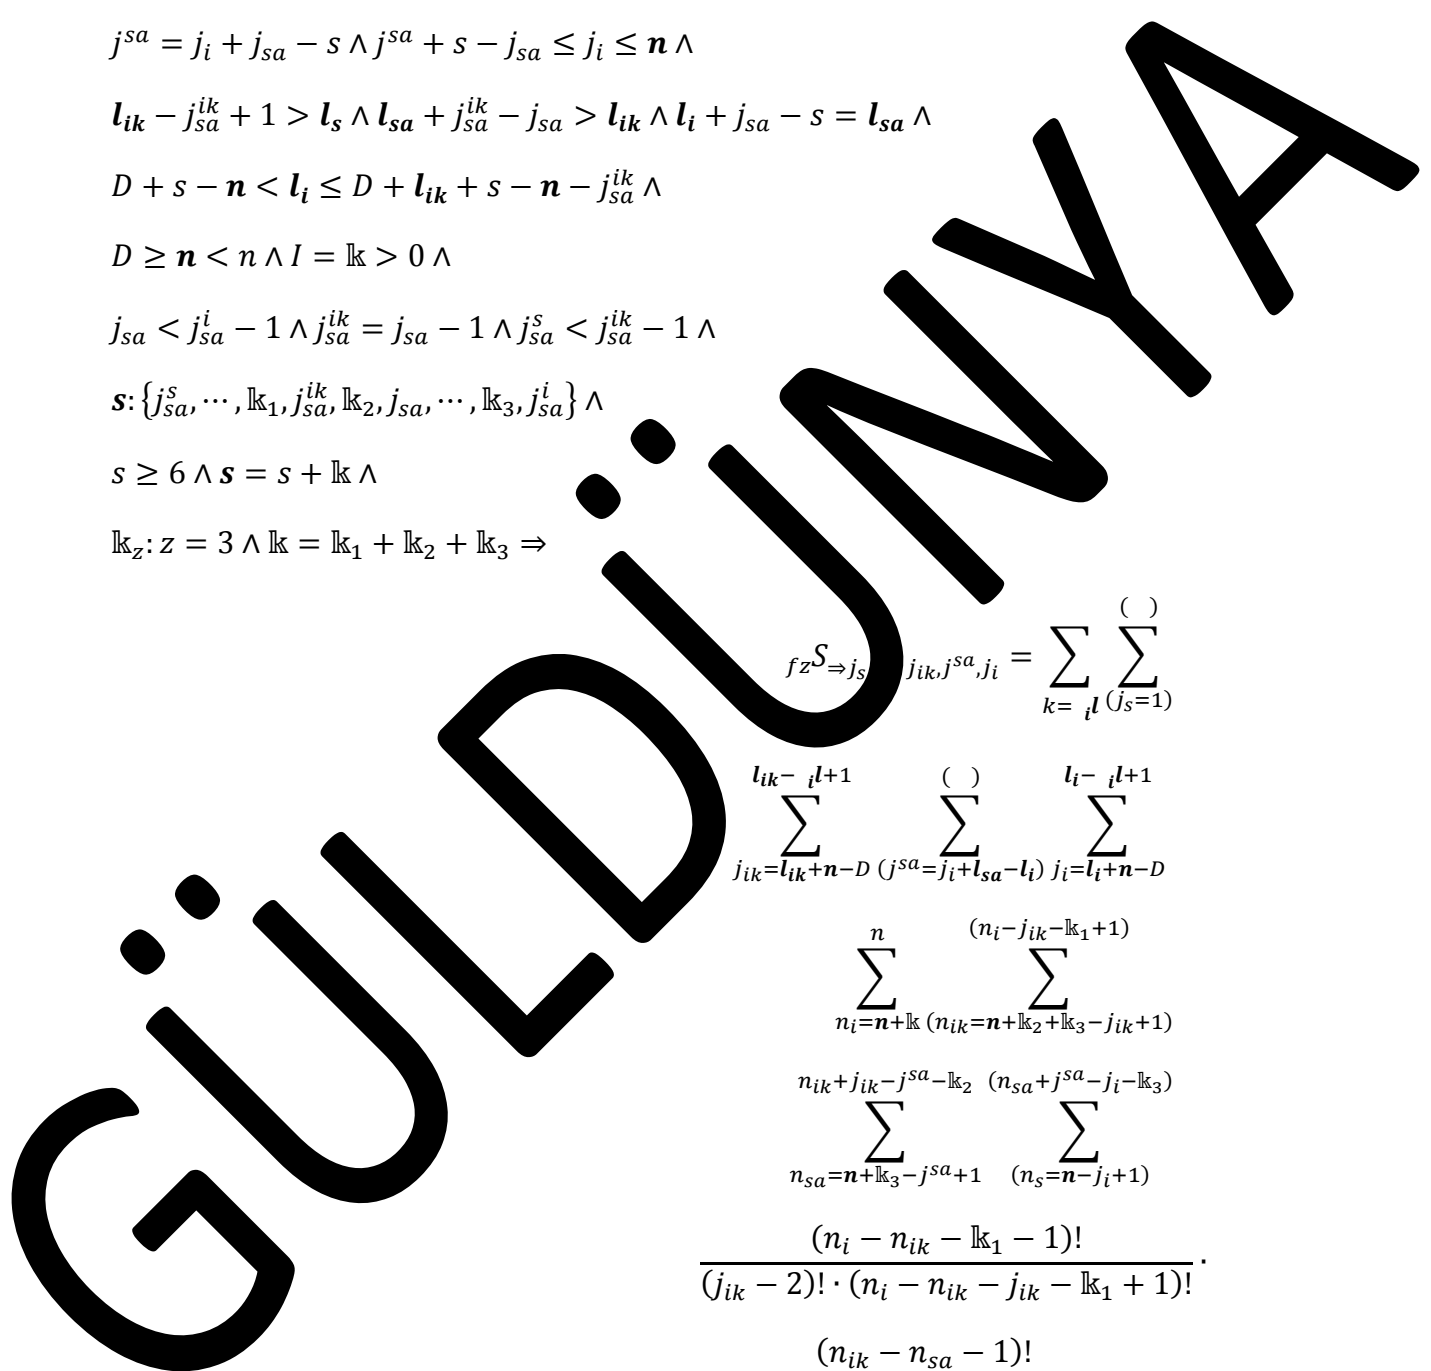 j^{sa} = j_i + j_{sa} − s ∧ j^{sa} + s − j_{sa} ≤ j_i ≤ 𝒏 ∧
𝒍_{𝒊𝒌} − j_{sa}^{ik} + 1 > 𝒍_𝒔 ∧ 𝒍_{𝒔𝒂} + j_{sa}^{ik} − j_{sa} > 𝒍_{𝒊𝒌} ∧ 𝒍_𝒊 + j_{sa} − s = 𝒍_{𝒔𝒂} ∧
D + s − 𝒏 < 𝒍_𝒊 ≤ D + 𝒍_{𝒊𝒌} + s − 𝒏 − j_{sa}^{ik} ∧
D ≥ 𝒏 < n ∧ I = 𝕜 > 0 ∧
j_{sa} < j_{sa}^{i} − 1 ∧ j_{sa}^{ik} = j_{sa} − 1 ∧ j_{sa}^{s} < j_{sa}^{ik} − 1 ∧
𝒔: {j_{sa}^{s}, ⋯, 𝕜_1, j_{sa}^{ik}, 𝕜_2, j_{sa}, ⋯, 𝕜_3, j_{sa}^{i}} ∧
s ≥ 6 ∧ 𝒔 = s + 𝕜 ∧
𝕜_z: z = 3 ∧ 𝕜 = 𝕜_1 + 𝕜_2 + 𝕜_3 ⇒
_{fz}S_{⇒j_s, j_{ik}, j^{sa}, j_i} = ∑_{k= _𝒊𝒍} ∑_{(j_s=1)}^{( )}
∑_{j_{ik}=𝒍_{𝒊𝒌}+𝒏−D}^{𝒍_{𝒊𝒌}− _𝒊𝒍+1} ∑_{(j^{sa}=j_i+𝒍_{𝒔𝒂}−𝒍_𝒊)}^{( )} ∑_{j_i=𝒍_𝒊+𝒏−D}^{𝒍_𝒊− _𝒊𝒍+1}
∑_{n_i=𝒏+𝕜}^{n} ∑_{(n_{ik}=𝒏+𝕜_2+𝕜_3−j_{ik}+1)}^{(n_i−j_{ik}−𝕜_1+1)}
∑_{n_{sa}=𝒏+𝕜_3−j^{sa}+1}^{n_{ik}+j_{ik}−j^{sa}−𝕜_2} ∑_{(n_s=𝒏−j_i+1)}^{(n_{sa}+j^{sa}−j_i−𝕜_3)}
(n_i − n_{ik} − 𝕜_1 − 1)!
(j_{ik} − 2)! · (n_i − n_{ik} − j_{ik} − 𝕜_1 + 1)! ·
(n_{ik} − n_{sa} − 1)!
GÜLDÜNYA